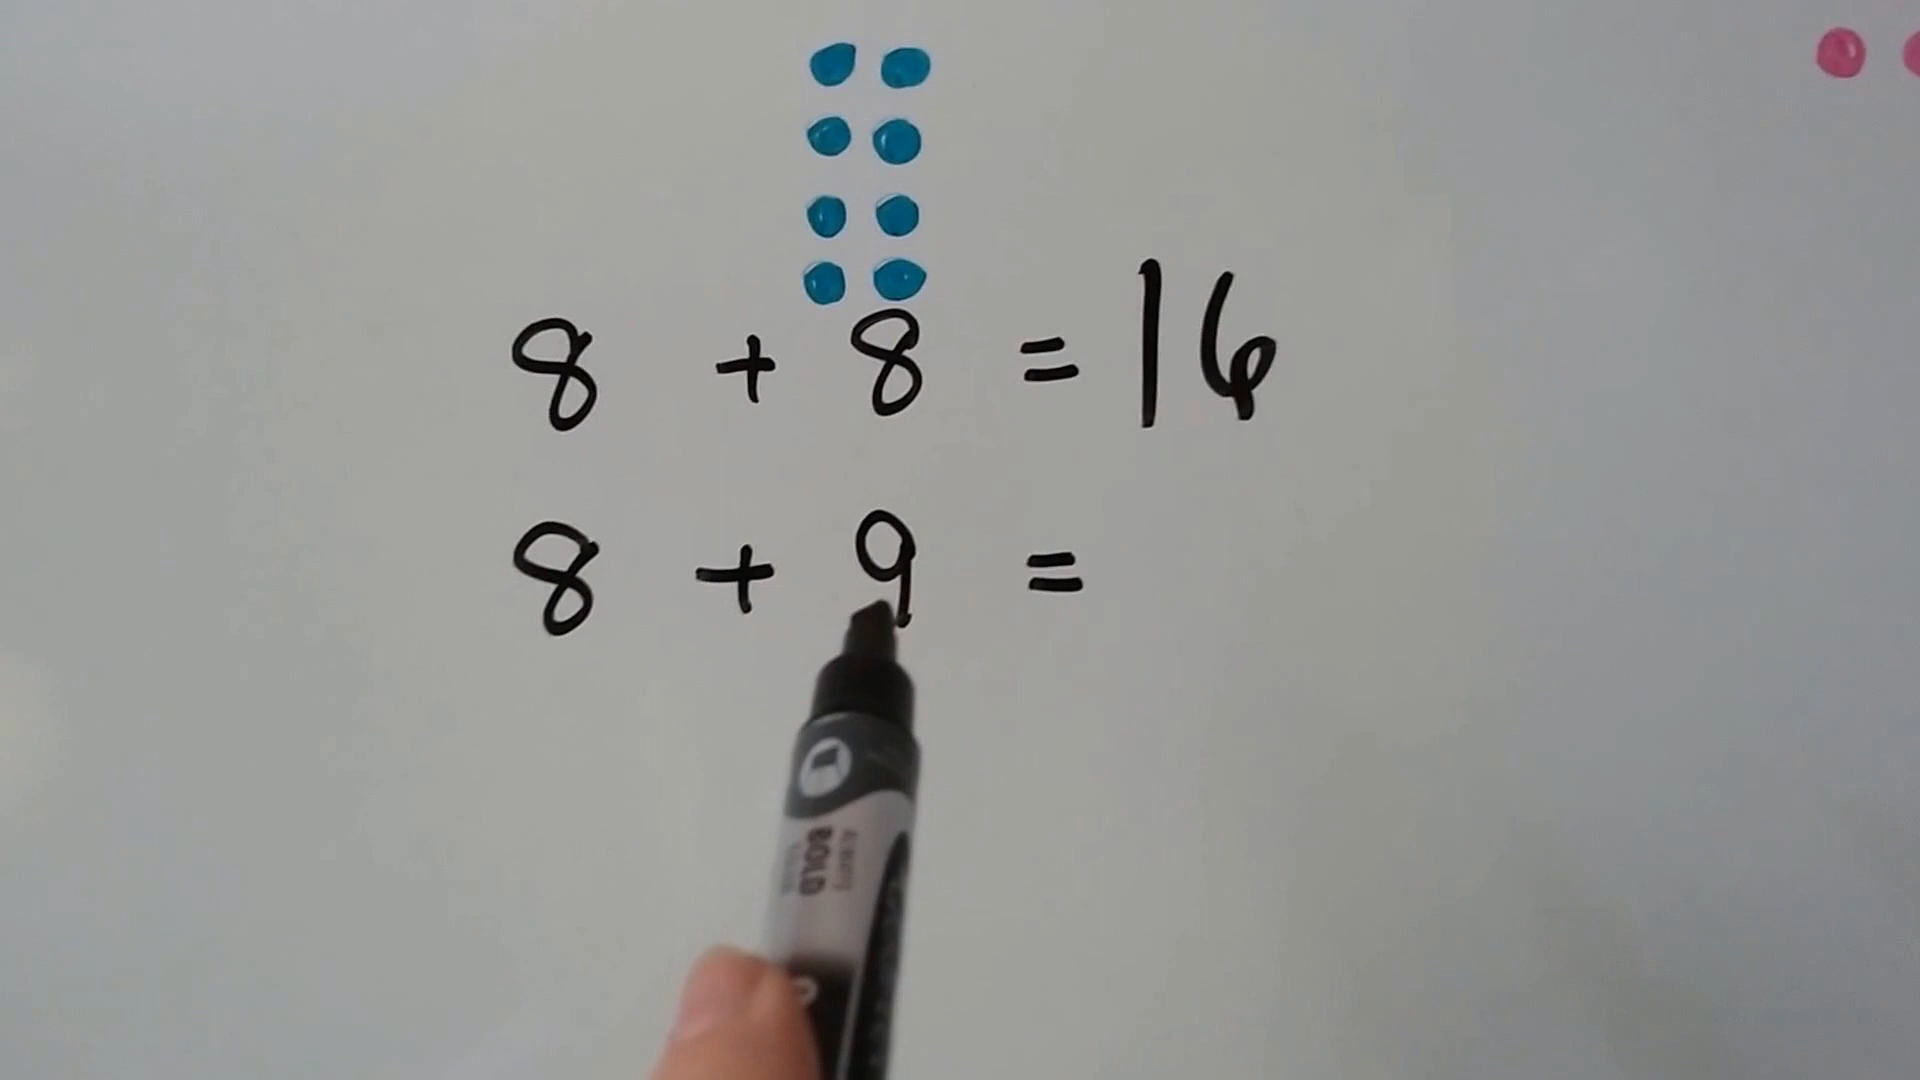 8 + 8 = 16
8 + 9 =
BOLD